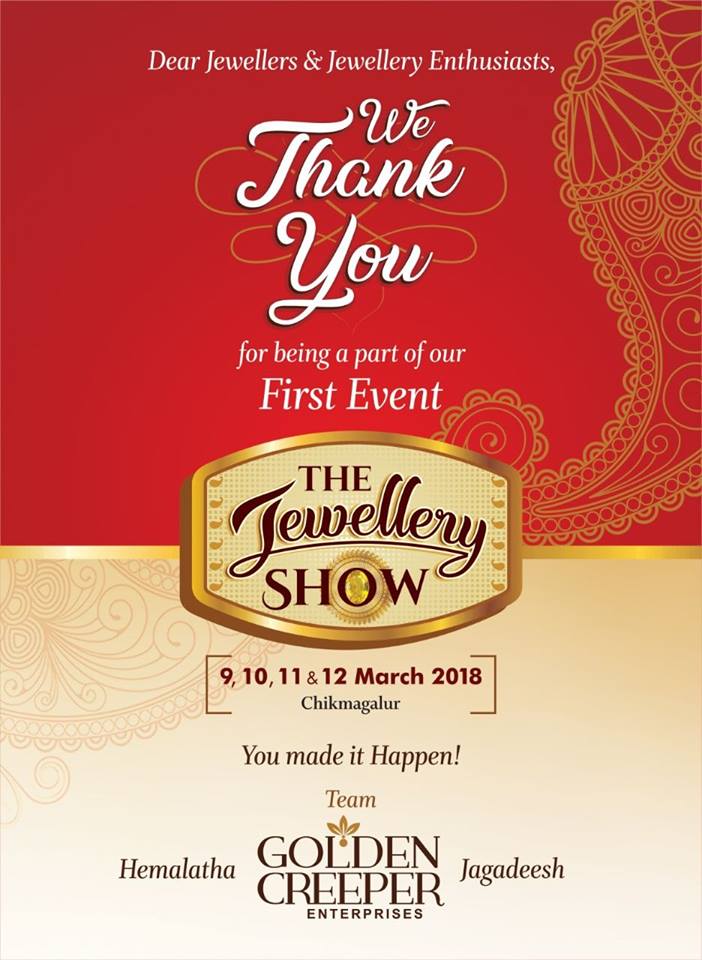 Dear Jewellers & Jewellery Enthusiasts,
We
Thank
You
for being a part of our
First Event
THE
Jewellery
SHOW
9, 10, 11 & 12 March 2018
Chikmagalur
You made it Happen!
Team
Hemalatha
GOLDEN
CREEPER
ENTERPRISES
Jagadeesh